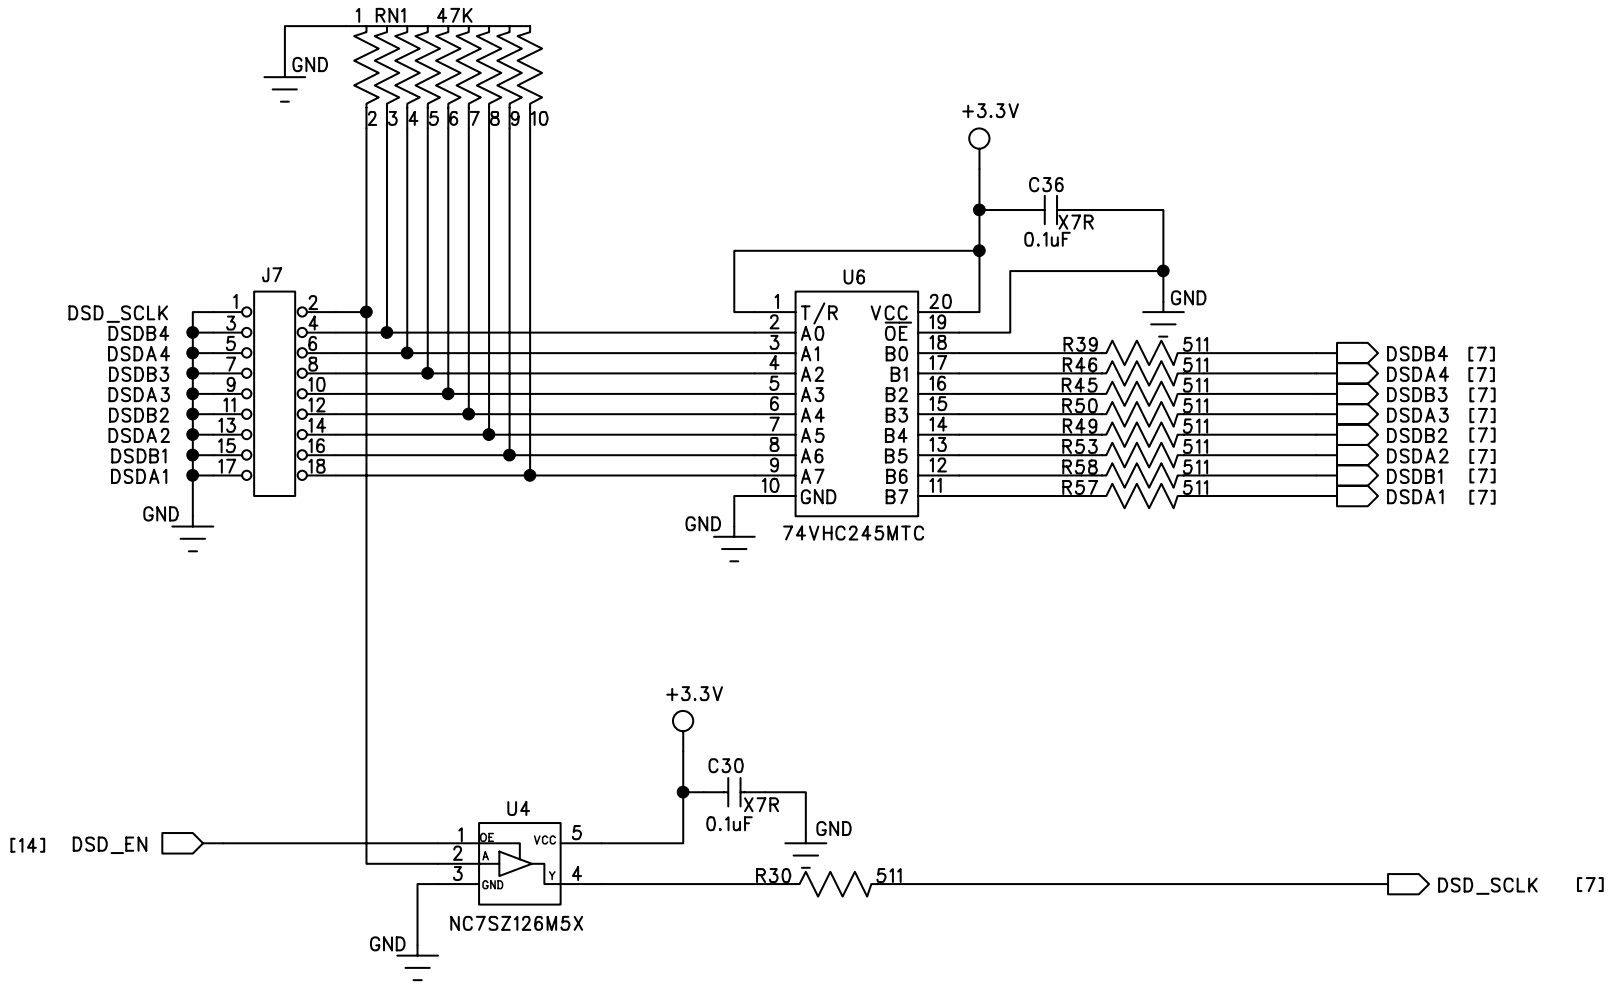 1 RN1 47K
GND
2 3 4 5 6 7 8 9 10
+3.3V
C36
X7R
0.1uF
GND
J7
DSD_SCLK 1 2
DSDB4 3 4
DSDA4 5 6
DSDB3 7 8
DSDA3 9 10
DSDB2 11 12
DSDA2 13 14
DSDB1 15 16
DSDA1 17 18
GND
U6
1 T/R VCC 20
2 A0 OE 19
3 A1 B0 18 R39 511 DSDB4 [7]
4 A2 B1 17 R46 511 DSDA4 [7]
5 A3 B2 16 R45 511 DSDB3 [7]
6 A4 B3 15 R50 511 DSDA3 [7]
7 A5 B4 14 R49 511 DSDB2 [7]
8 A6 B5 13 R53 511 DSDA2 [7]
9 A7 B6 12 R58 511 DSDB1 [7]
10 GND B7 11 R57 511 DSDA1 [7]
GND
74VHC245MTC
+3.3V
C30
X7R
0.1uF
GND
U4
[14] DSD_EN 1 OE VCC 5
2 A
3 GND Y 4 R30 511 DSD_SCLK [7]
NC7SZ126M5X
GND